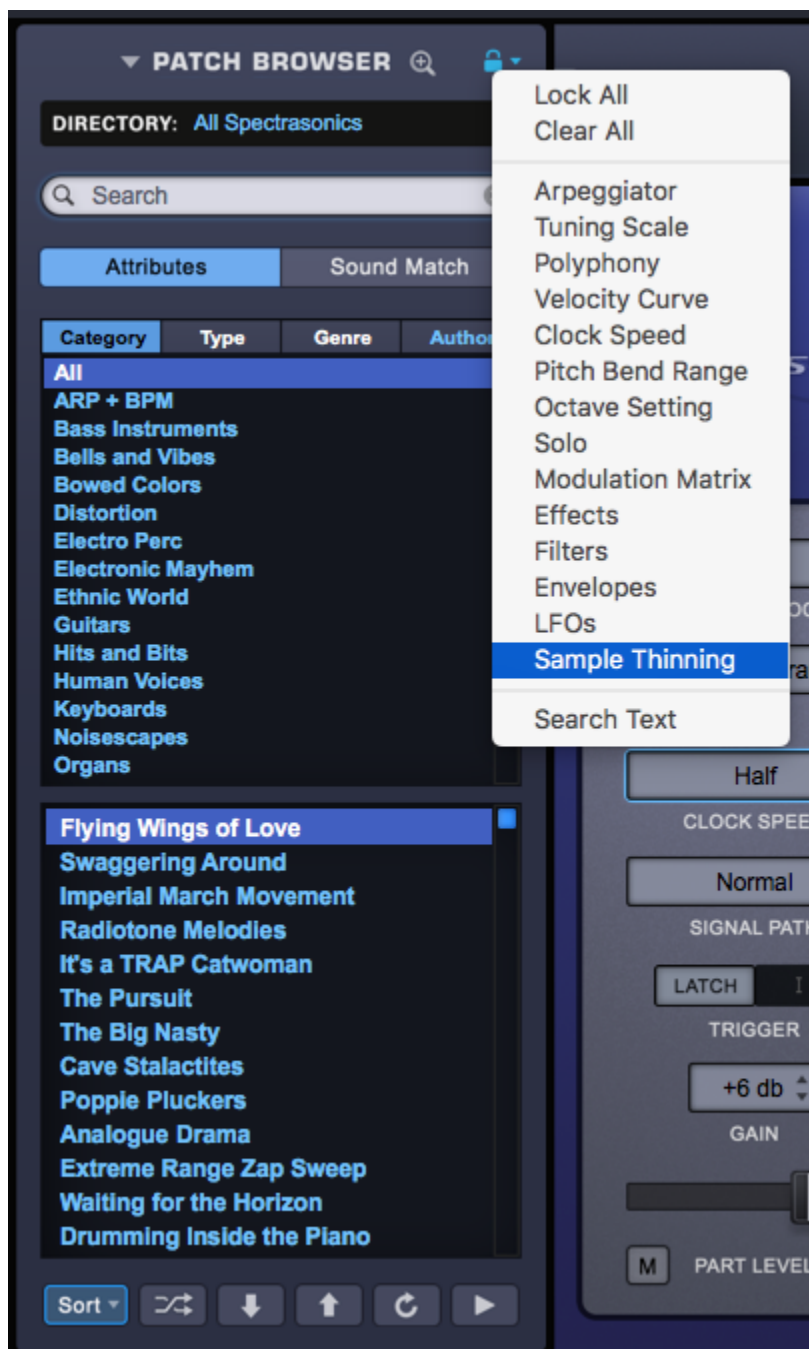 PATCH BROWSER
DIRECTORY: All Spectrasonics
Search
Attributes
Sound Match
Category
Type
Genre
All
ARP + BPM
Bass Instruments
Bells and Vibes
Bowed Colors
Distortion
Electro Perc
Electronic Mayhem
Ethnic World
Guitars
Hits and Bits
Human Voices
Keyboards
Noisescapes
Organs
Flying Wings of Love
Swaggering Around
Imperial March Movement
Radiotone Melodies
It's a TRAP Catwoman
The Pursuit
The Big Nasty
Cave Stalactites
Poppie Pluckers
Analogue Drama
Extreme Range Zap Sweep
Waiting for the Horizon
Drumming Inside the Piano
Sort
Lock All
Clear All
Arpeggiator
Tuning Scale
Polyphony
Velocity Curve
Clock Speed
Pitch Bend Range
Octave Setting
Solo
Modulation Matrix
Effects
Filters
Envelopes
LFOs
Sample Thinning
Search Text
Half
CLOCK SPEE
Normal
SIGNAL PAT
LATCH
TRIGGER
+6 db
GAIN
M
PART LEVEL